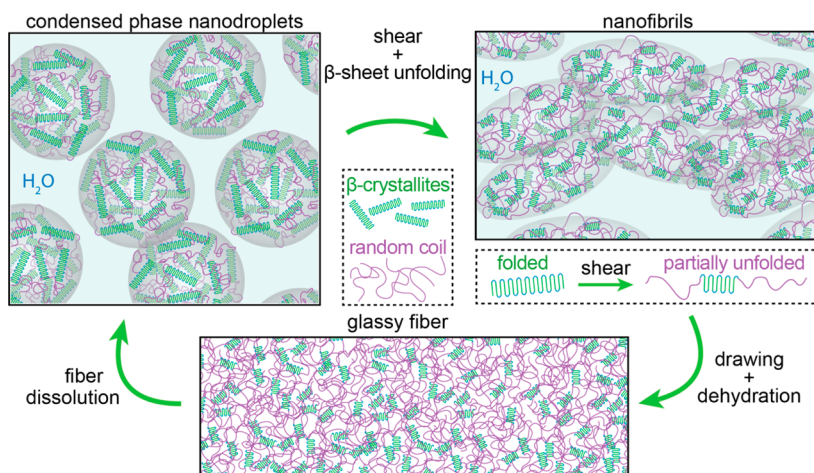 condensed phase nanodroplets
shear
+
β-sheet unfolding
nanofibrils
H₂O
H₂O
β-crystallites
random coil
folded
shear
partially unfolded
glassy fiber
fiber
dissolution
drawing
+
dehydration